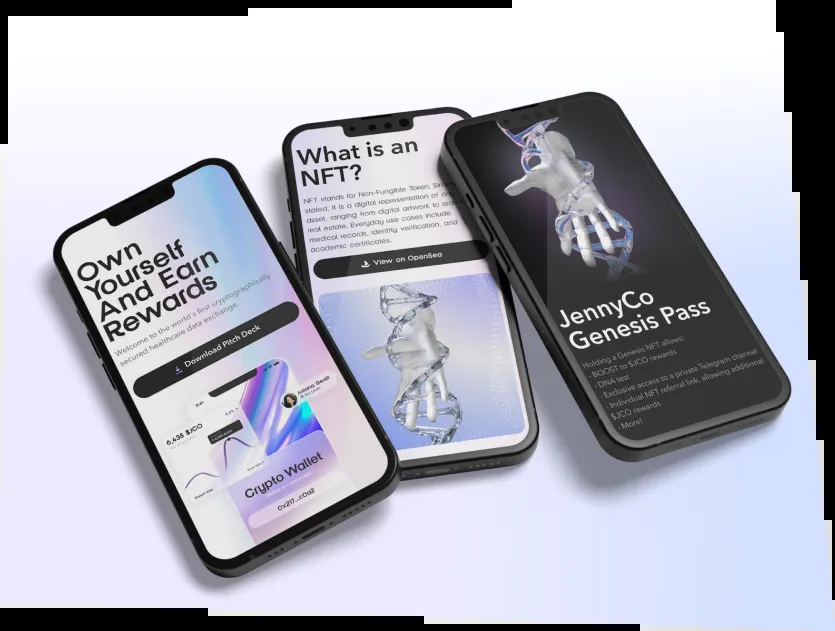 Own
Yourself
And Earn
Rewards
Welcome to the world's first cryptographically
secured healthcare data exchange.
Download Pitch Deck
9:41
6,436 $JCO
Juliana Genti
Crypto Wallet
0x217...c0a2
What is an
NFT?
NFT stands for Non-Fungible Token.
stated, it is a digital representation of
asset, ranging from digital artwork to
real estate. Everyday use cases include
medical records, identity verification, and
academic certificates.
View on OpenSea
JennyCo
Genesis Pass
Holding a Genesis NFT allows:
- BOOST to $JCO rewards
- DNA test
- Exclusive access to a private Telegram channel
- Individual NFT referral link, allowing additional
$JCO rewards
- More!